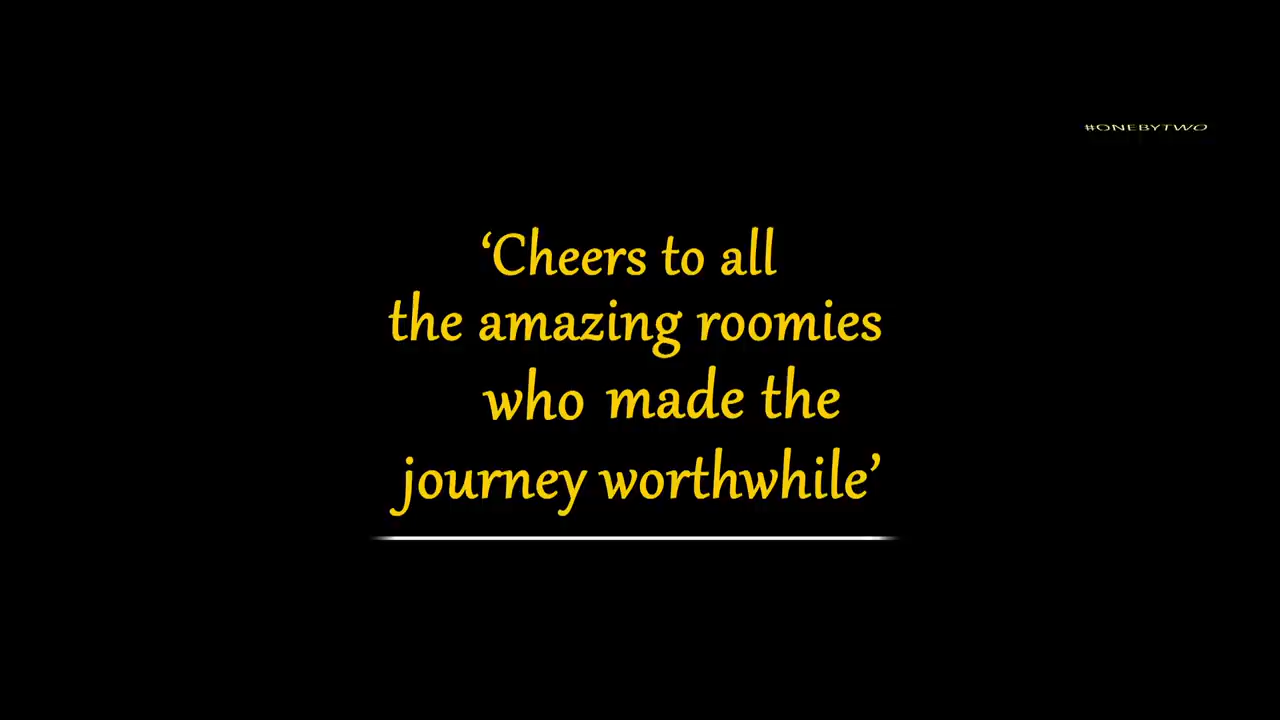 #ONEBYTWO
‘Cheers to all
the amazing roomies
who made the
journey worthwhile’